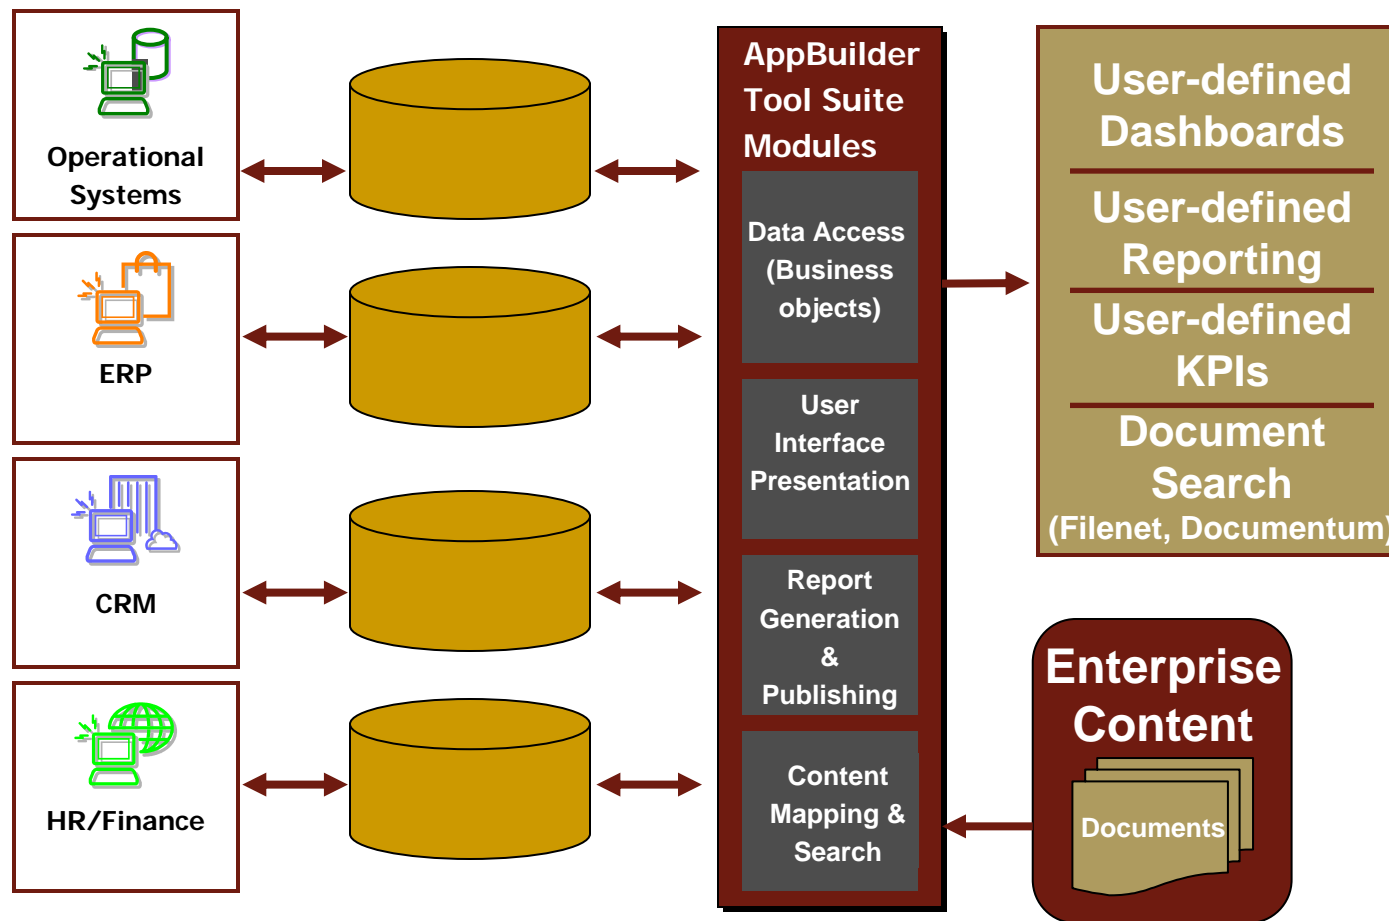 Operational
Systems
ERP
CRM
HR/Finance
AppBuilder
Tool Suite
Modules
Data Access
(Business
objects)
User
Interface
Presentation
Report
Generation
&
Publishing
Content
Mapping &
Search
User-defined
Dashboards
User-defined
Reporting
User-defined
KPIs
Document
Search
(Filenet, Documentum)
Enterprise
Content
Documents